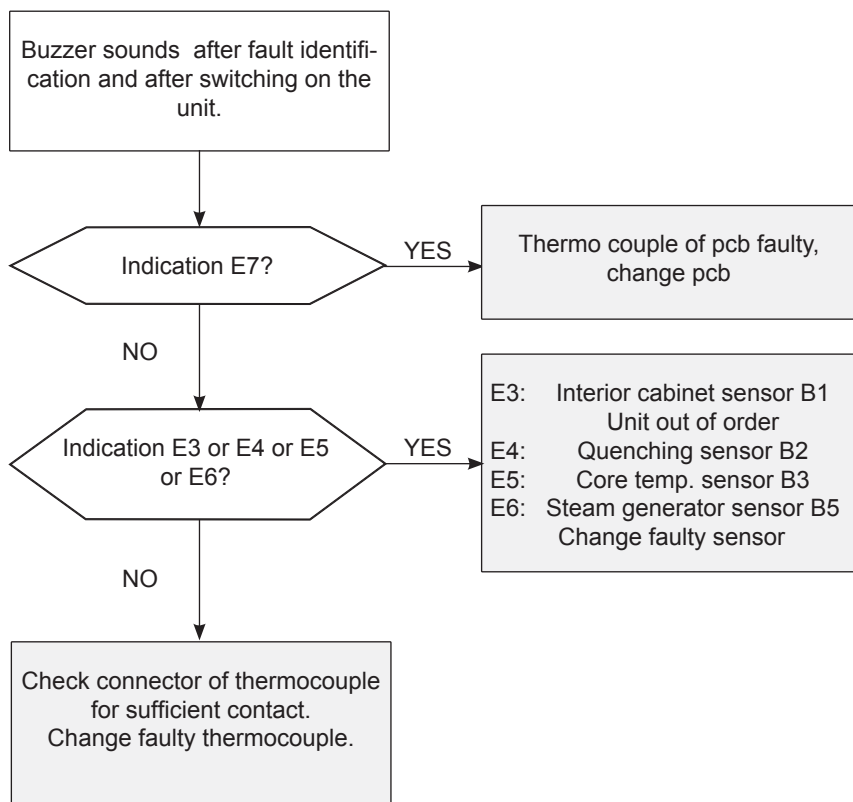 Buzzer sounds  after fault identifi-
cation and after switching on the
unit.
Indication E7?
YES
Thermo couple of pcb faulty,
change pcb
NO
Indication E3 or E4 or E5
or E6?
YES
E3: Interior cabinet sensor B1
Unit out of order
E4: Quenching sensor B2
E5: Core temp. sensor B3
E6: Steam generator sensor B5
Change faulty sensor
NO
Check connector of thermocouple
for sufficient contact.
Change faulty thermocouple.